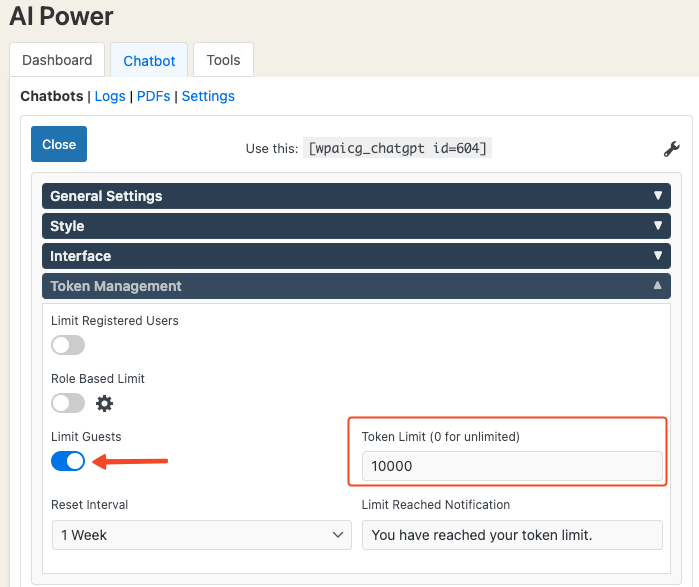 AI Power
Dashboard Chatbot Tools
Chatbots | Logs | PDFs | Settings
Close Use this: [wpaicg_chatgpt id=604]
General Settings
Style
Interface
Token Management
Limit Registered Users
Role Based Limit
Limit Guests Token Limit (0 for unlimited)
10000
Reset Interval Limit Reached Notification
1 Week You have reached your token limit.